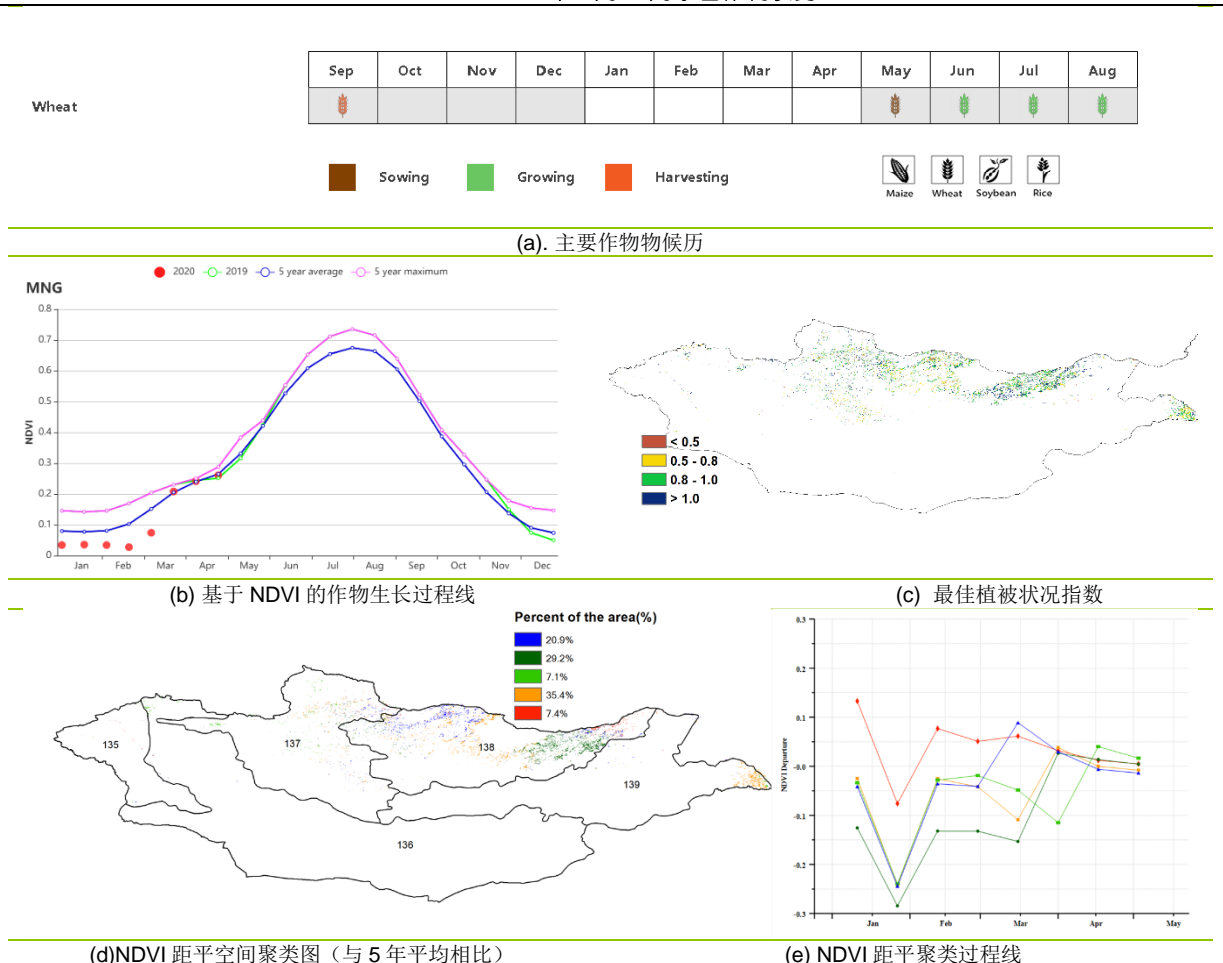 Sep Oct Nov Dec Jan Feb Mar Apr May Jun Jul Aug
Wheat
Sowing Growing Harvesting
Maize Wheat Soybean Rice
(a). 主要作物物候历
2020 2019 5 year average 5 year maximum
MNG
0.8
0.7
0.6
0.5
0.4
0.3
0.2
0.1
0
NDVI
Jan Feb Mar Apr May Jun Jul Aug Sep Oct Nov Dec
< 0.5
0.5 - 0.8
0.8 - 1.0
> 1.0
(b) 基于 NDVI 的作物生长过程线
(c) 最佳植被状况指数
Percent of the area(%)
20.9%
29.2%
7.1%
35.4%
7.4%
135
137
138
139
136
0.3
0.2
0.1
-0.0
-0.1
-0.2
-0.3
NDVI Departure
Jan Feb Mar Apr May
(d)NDVI 距平空间聚类图（与 5 年平均相比）
(e) NDVI 距平聚类过程线